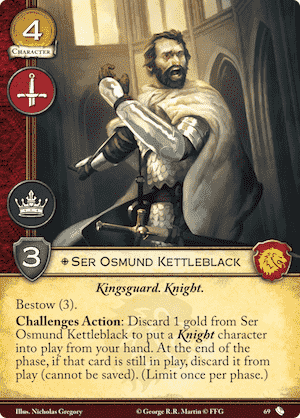 4
CHARACTER
3
Ser Osmund Kettleblack
Kingsguard. Knight.
Bestow (3).
Challenges Action: Discard 1 gold from Ser
Osmund Kettleblack to put a Knight character
into play from your hand. At the end of the
phase, if that card is still in play, discard it from
play (cannot be saved). (Limit once per phase.)
Illus. Nicholas Gregory
© George R.R. Martin © FFG
69